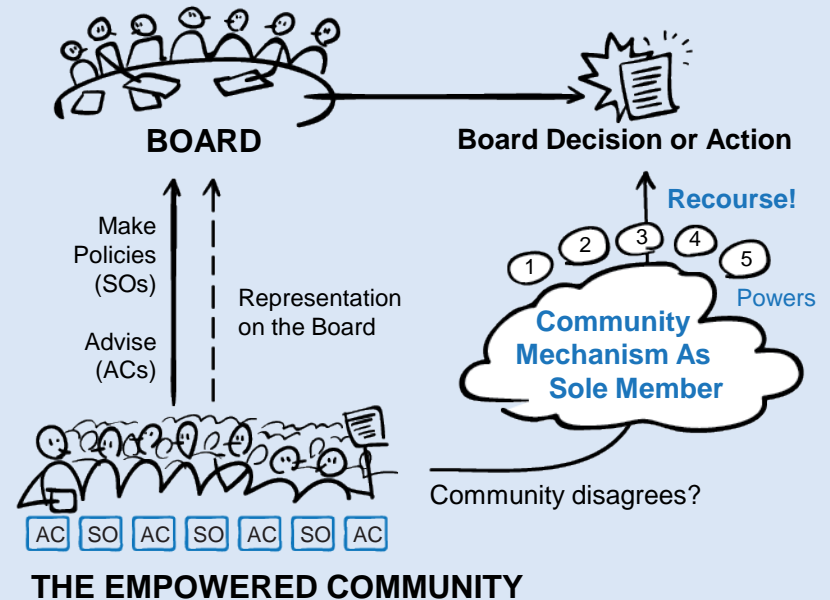 BOARD
Board Decision or Action
Make
Policies
(SOs)
Advise
(ACs)
Representation
on the Board
Recourse!
1
2
3
4
5
Powers
Community
Mechanism As
Sole Member
Community disagrees?
AC SO AC SO AC SO AC
THE EMPOWERED COMMUNITY